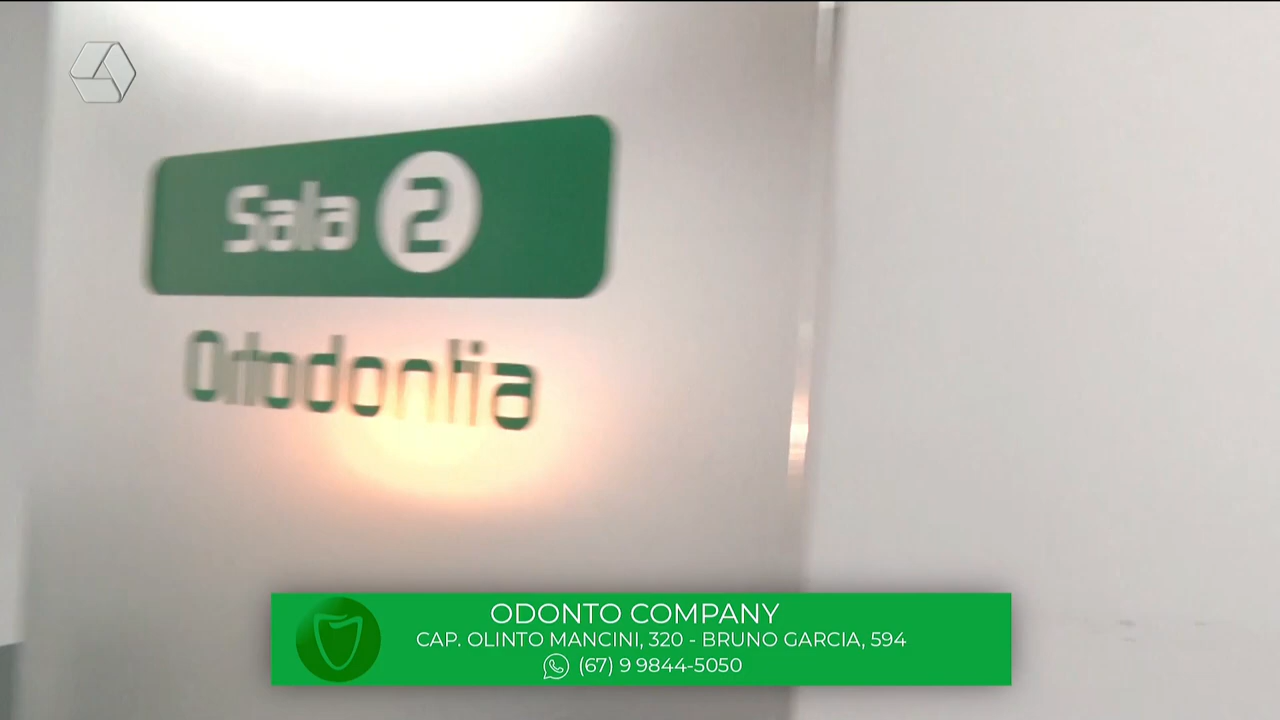 Sala 2
Ortodontia
ODONTO COMPANY
CAP. OLINTO MANCINI, 320 - BRUNO GARCIA, 594
(67) 9 9844-5050